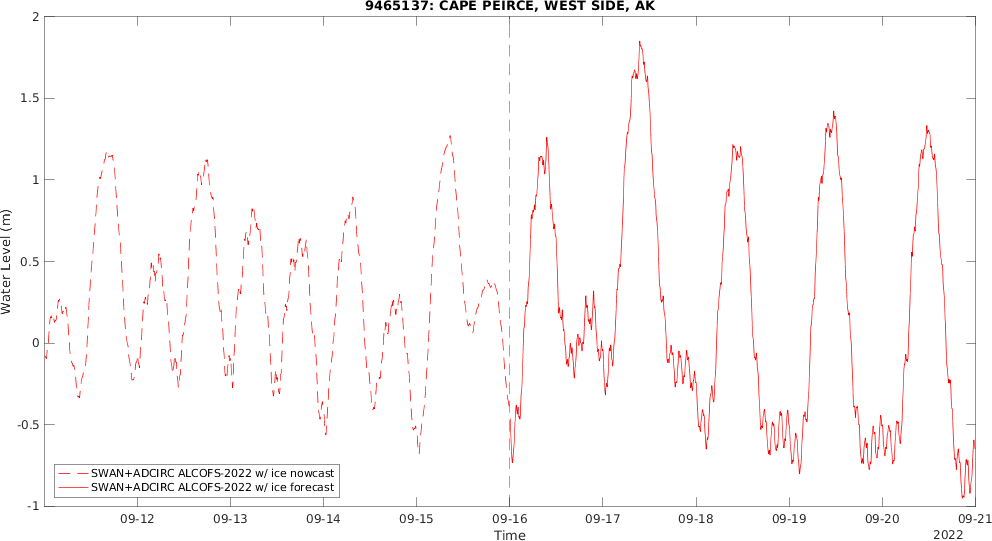 9465137: CAPE PEIRCE, WEST SIDE, AK
2
1.5
1
0.5
0
-0.5
-1
Water Level (m)
SWAN+ADCIRC ALCOFS-2022 w/ ice nowcast
SWAN+ADCIRC ALCOFS-2022 w/ ice forecast
09-12 09-13 09-14 09-15 09-16 09-17 09-18 09-19 09-20 09-21
Time
2022